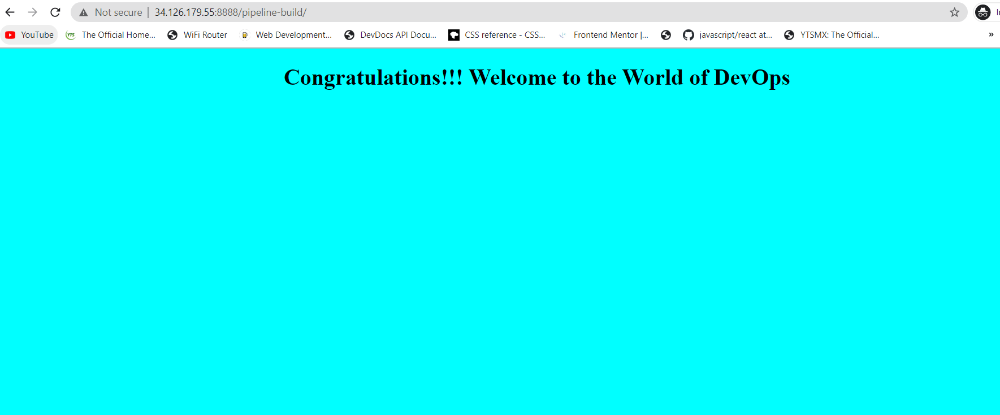 Not secure | 34.126.179.55:8888/pipeline-build/
YouTube YTS The Official Home... WiFi Router Web Development... DevDocs API Docu... CSS reference - CSS... Frontend Mentor |... javascript/react at... YTSMX: The Official... »
Congratulations!!! Welcome to the World of DevOps